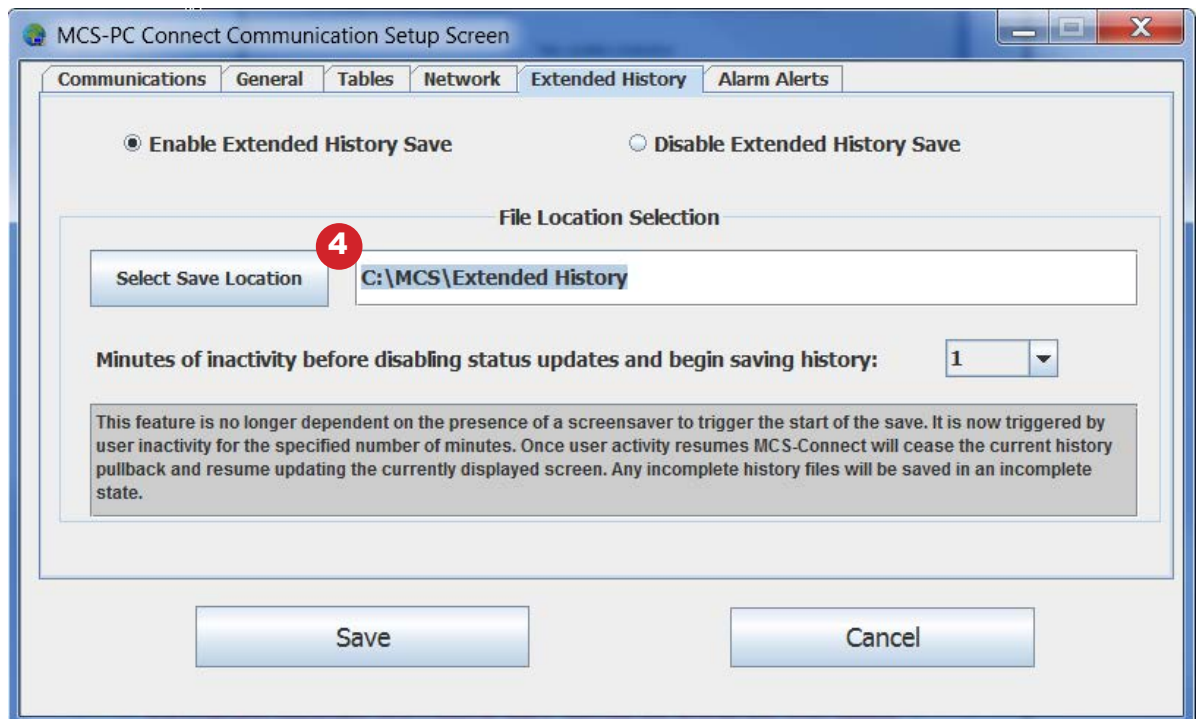 MCS-PC Connect Communication Setup Screen
X
Communications General Tables Network Extended History Alarm Alerts
Enable Extended History Save Disable Extended History Save
File Location Selection
4
Select Save Location C:\MCS\Extended History
Minutes of inactivity before disabling status updates and begin saving history: 1
This feature is no longer dependent on the presence of a screensaver to trigger the start of the save. It is now triggered by
user inactivity for the specified number of minutes. Once user activity resumes MCS-Connect will cease the current history
pullback and resume updating the currently displayed screen. Any incomplete history files will be saved in an incomplete
state.
Save Cancel